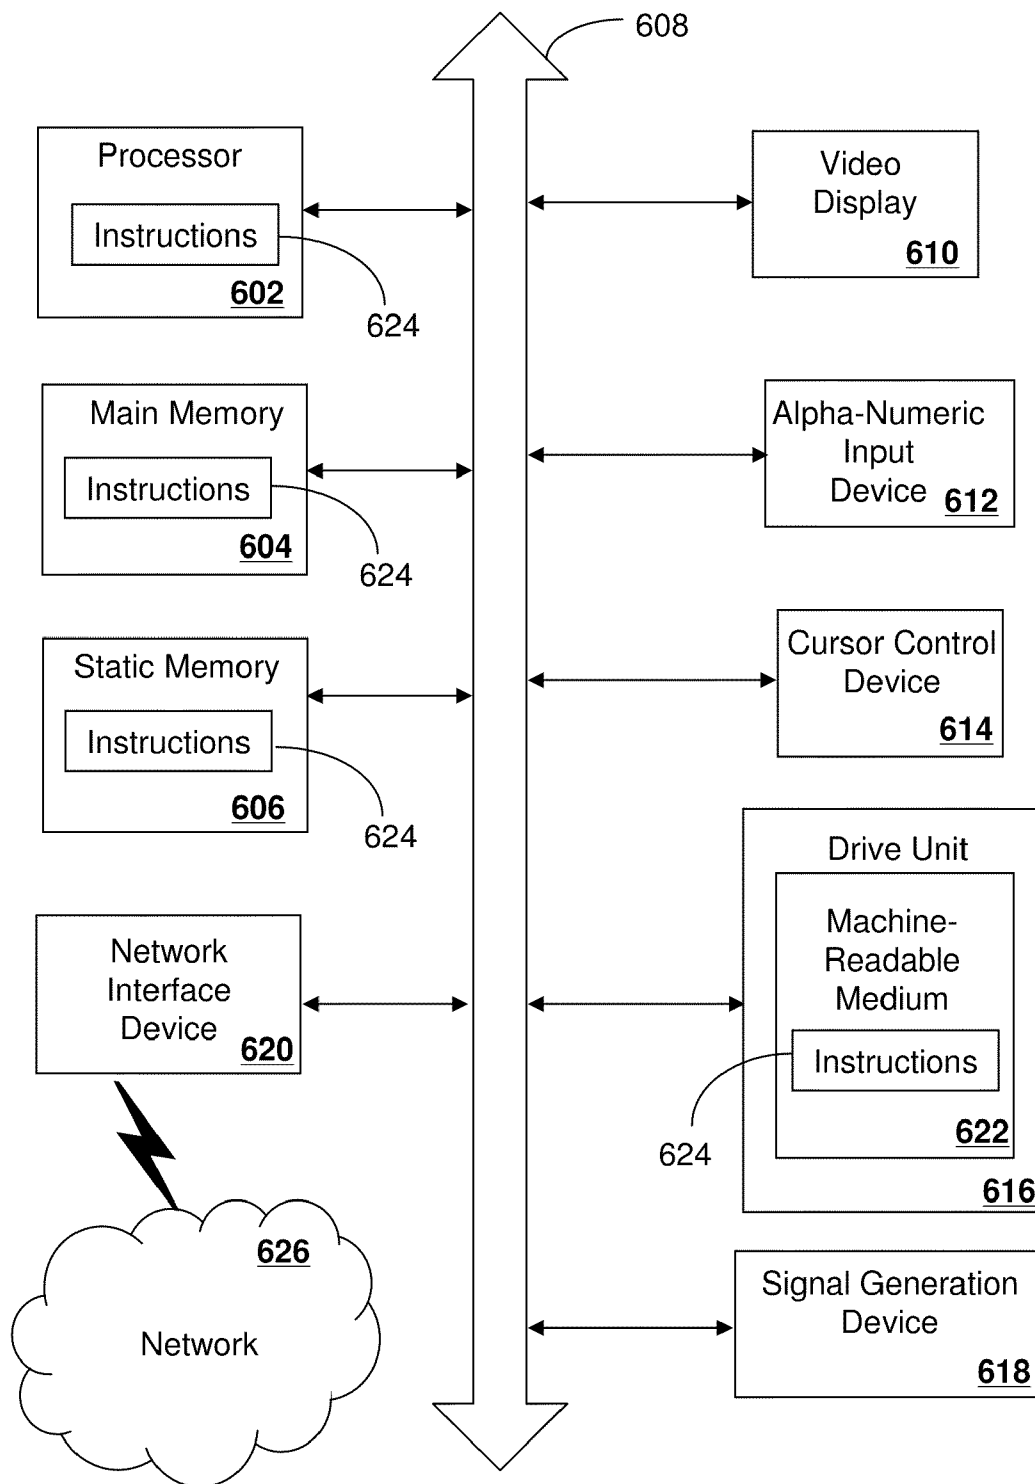 608
Processor
Instructions
602
624
Main Memory
Instructions
604
624
Static Memory
Instructions
606
624
Network
Interface
Device
620
626
Network
Video
Display
610
Alpha-Numeric
Input
Device
612
Cursor Control
Device
614
Drive Unit
Machine-
Readable
Medium
Instructions
624
622
616
Signal Generation
Device
618